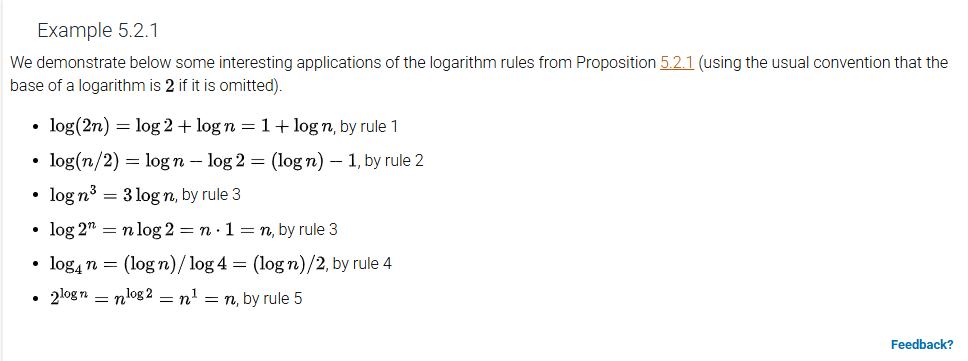 Example 5.2.1
We demonstrate below some interesting applications of the logarithm rules from Proposition 5.2.1 (using the usual convention that the
base of a logarithm is 2 if it is omitted).
• log(2n) = log 2 + log n = 1 + log n, by rule 1
• log(n/2) = log n − log 2 = (log n) − 1, by rule 2
• log n³ = 3 log n, by rule 3
• log 2ⁿ = n log 2 = n · 1 = n, by rule 3
• log₄ n = (log n)/ log 4 = (log n)/2, by rule 4
• 2^{log n} = n^{log 2} = n¹ = n, by rule 5
Feedback?